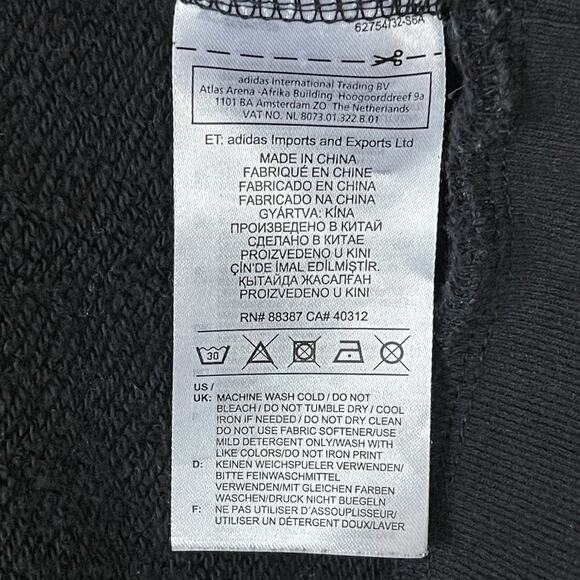 62754732-S6A
adidas International Trading BV
Atlas Arena -Afrika Building Hoogoorddreef 9a
1101 BA Amsterdam ZO The Netherlands
VAT NO. NL 8073.01.322.B.01
ET: adidas Imports and Exports Ltd
MADE IN CHINA
FABRIQUÉ EN CHINE
FABRICADO EN CHINA
FABRICADO NA CHINA
GYÁRTVA: KÍNA
ПРОИЗВЕДЕНО В КИТАЙ
СДЕЛАНО В КИТАЕ
PROIZVEDENO U KINI
ÇİN'DE İMAL EDİLMİŞTİR.
ҚЫТАЙДА ЖАСАЛҒАН
PROIZVEDENO U KINI
RN# 88387 CA# 40312
30
US /
UK: MACHINE WASH COLD / DO NOT
BLEACH / DO NOT TUMBLE DRY / COOL
IRON IF NEEDED / DO NOT DRY CLEAN
DO NOT USE FABRIC SOFTENER/USE
MILD DETERGENT ONLY/WASH WITH
LIKE COLORS/DO NOT IRON PRINT
D: KEINEN WEICHSPUELER VERWENDEN/
BITTE FEINWASCHMITTEL
VERWENDEN/MIT GLEICHEN FARBEN
WASCHEN/DRUCK NICHT BUEGELN
F: NE PAS UTILISER D'ASSOUPLISSEUR/
UTILISER UN DÉTERGENT DOUX/LAVER